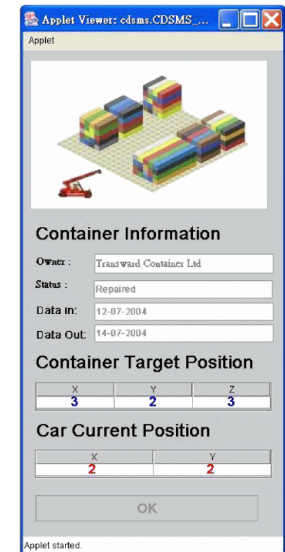 Applet Viewer: cdsms.CDSMS_...
Applet
Container Information
Owner : Transward Container Ltd
Status : Repaired
Data in: 12-07-2004
Data Out: 14-07-2004
Container Target Position
X Y Z
3 2 3
Car Current Position
X Y
2 2
OK
Applet started.